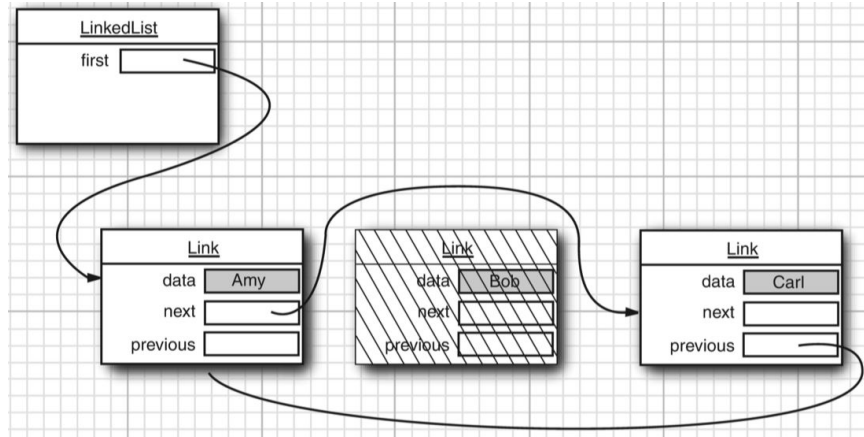 LinkedList
first
Link
data Amy
next
previous
Link
data Bob
next
previous
Link
data Carl
next
previous